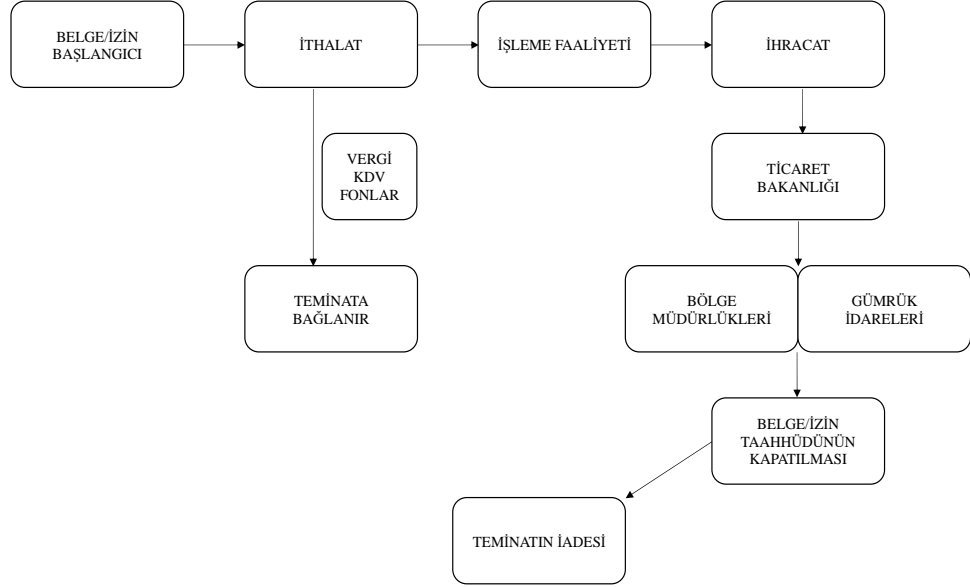 BELGE/İZİN
BAŞLANGICI
İTHALAT
İŞLEME FAALİYETİ
İHRACAT
VERGİ
KDV
FONLAR
TİCARET
BAKANLIĞI
TEMİNATA
BAĞLANIR
BÖLGE
MÜDÜRLÜKLERİ
GÜMRÜK
İDARELERİ
BELGE/İZİN
TAAHHÜDÜNÜN
KAPATILMASI
TEMİNATIN İADESİ